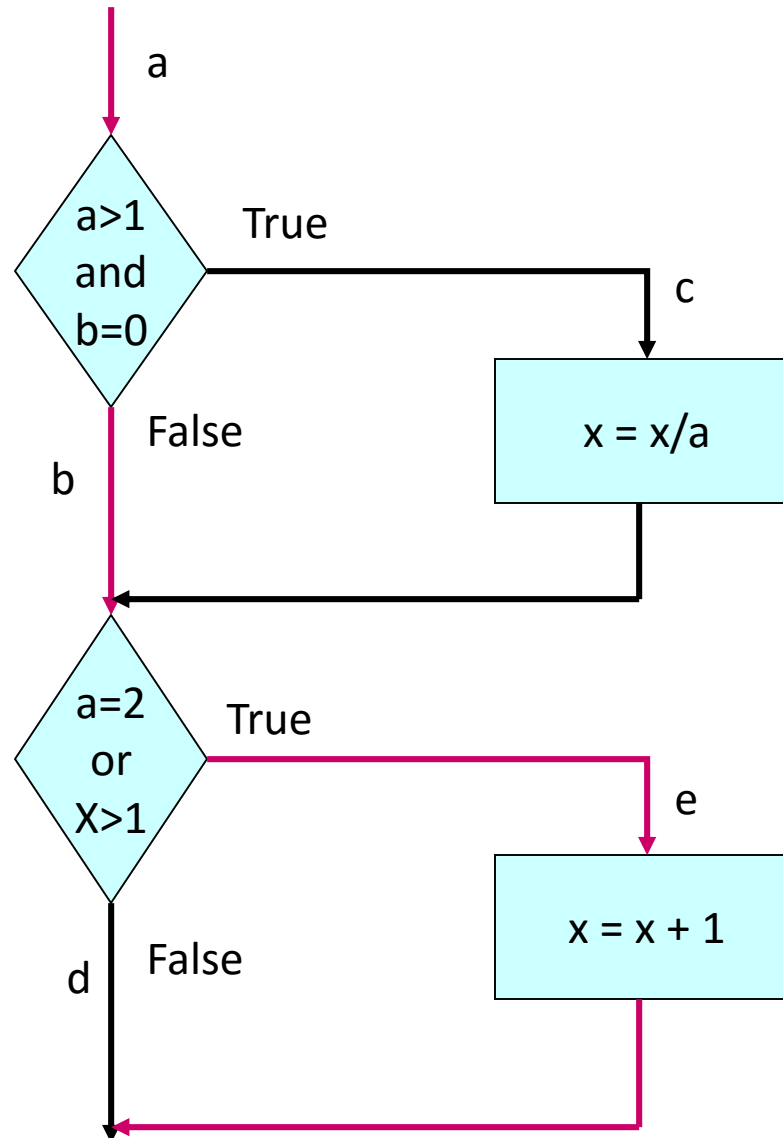 a
a>1
and
b=0
True
c
x = x/a
False
b
a=2
or
X>1
True
e
x = x + 1
False
d